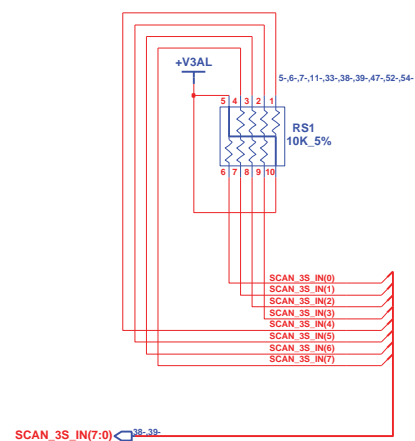 +V3AL
5-,6-,7-,11-,33-,38-,39-,47-,52-,54-
5 4 3 2 1
RS1
10K_5%
6 7 8 9 10
SCAN_3S_IN(0)
SCAN_3S_IN(1)
SCAN_3S_IN(2)
SCAN_3S_IN(3)
SCAN_3S_IN(4)
SCAN_3S_IN(5)
SCAN_3S_IN(6)
SCAN_3S_IN(7)
SCAN_3S_IN(7:0) 38-,39-